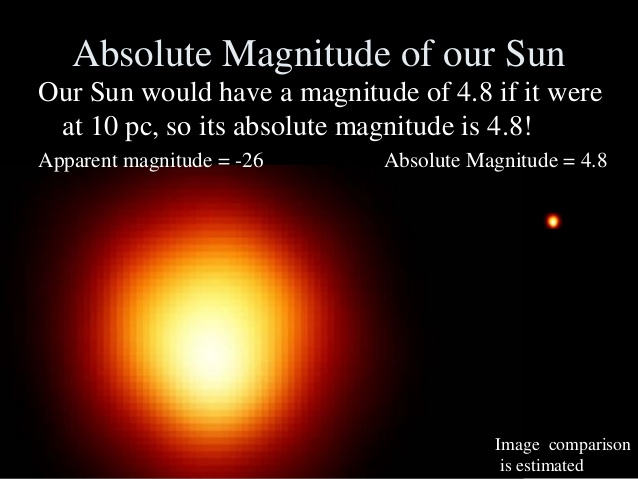 Absolute Magnitude of our Sun
Our Sun would have a magnitude of 4.8 if it were
at 10 pc, so its absolute magnitude is 4.8!
Apparent magnitude = -26 Absolute Magnitude = 4.8
Image comparison
is estimated